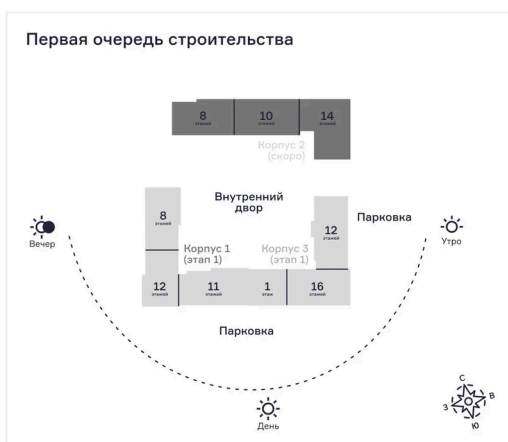 Первая очередь строительства
8
этажей
10
этажей
14
этажей
Корпус 2
(скоро)
Внутренний
двор
8
этажей
12
этажей
Парковка
Вечер
Утро
Корпус 1
(этап 1)
Корпус 3
(этап 1)
12
этажей
11
этажей
1
этаж
16
этажей
Парковка
День
С
В
З
Ю